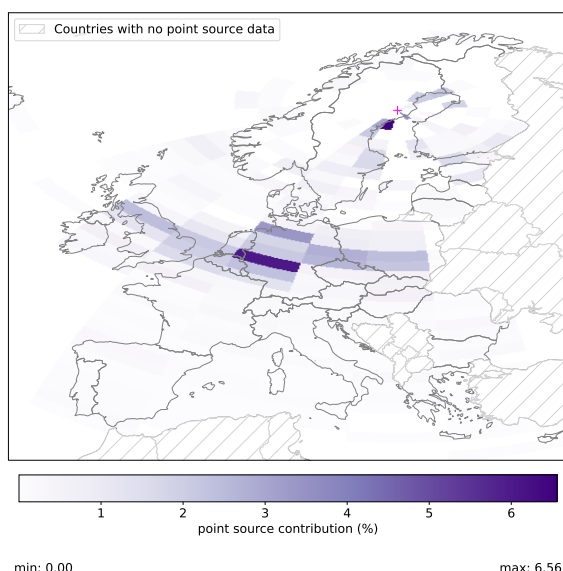 Countries with no point source data
1 2 3 4 5 6
point source contribution (%)
min: 0.00 max: 6.56